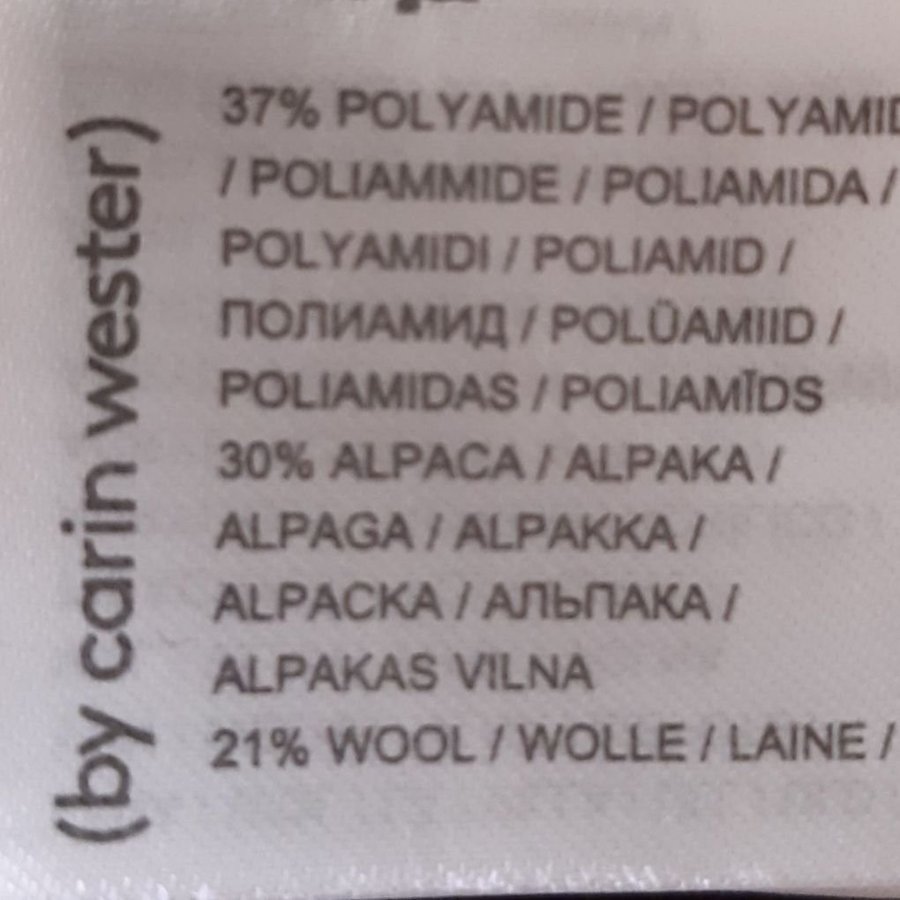 (by carin wester)
37% POLYAMIDE / POLYAMID
/ POLIAMMIDE / POLIAMIDA /
POLYAMIDI / POLIAMID /
ПОЛИАМИД / POLÜAMIID /
POLIAMIDAS / POLIAMĪDS
30% ALPACA / ALPAKA /
ALPAGA / ALPAKKA /
ALPACKA / АЛЬПАКА /
ALPAKAS VILNA
21% WOOL / WOLLE / LAINE /